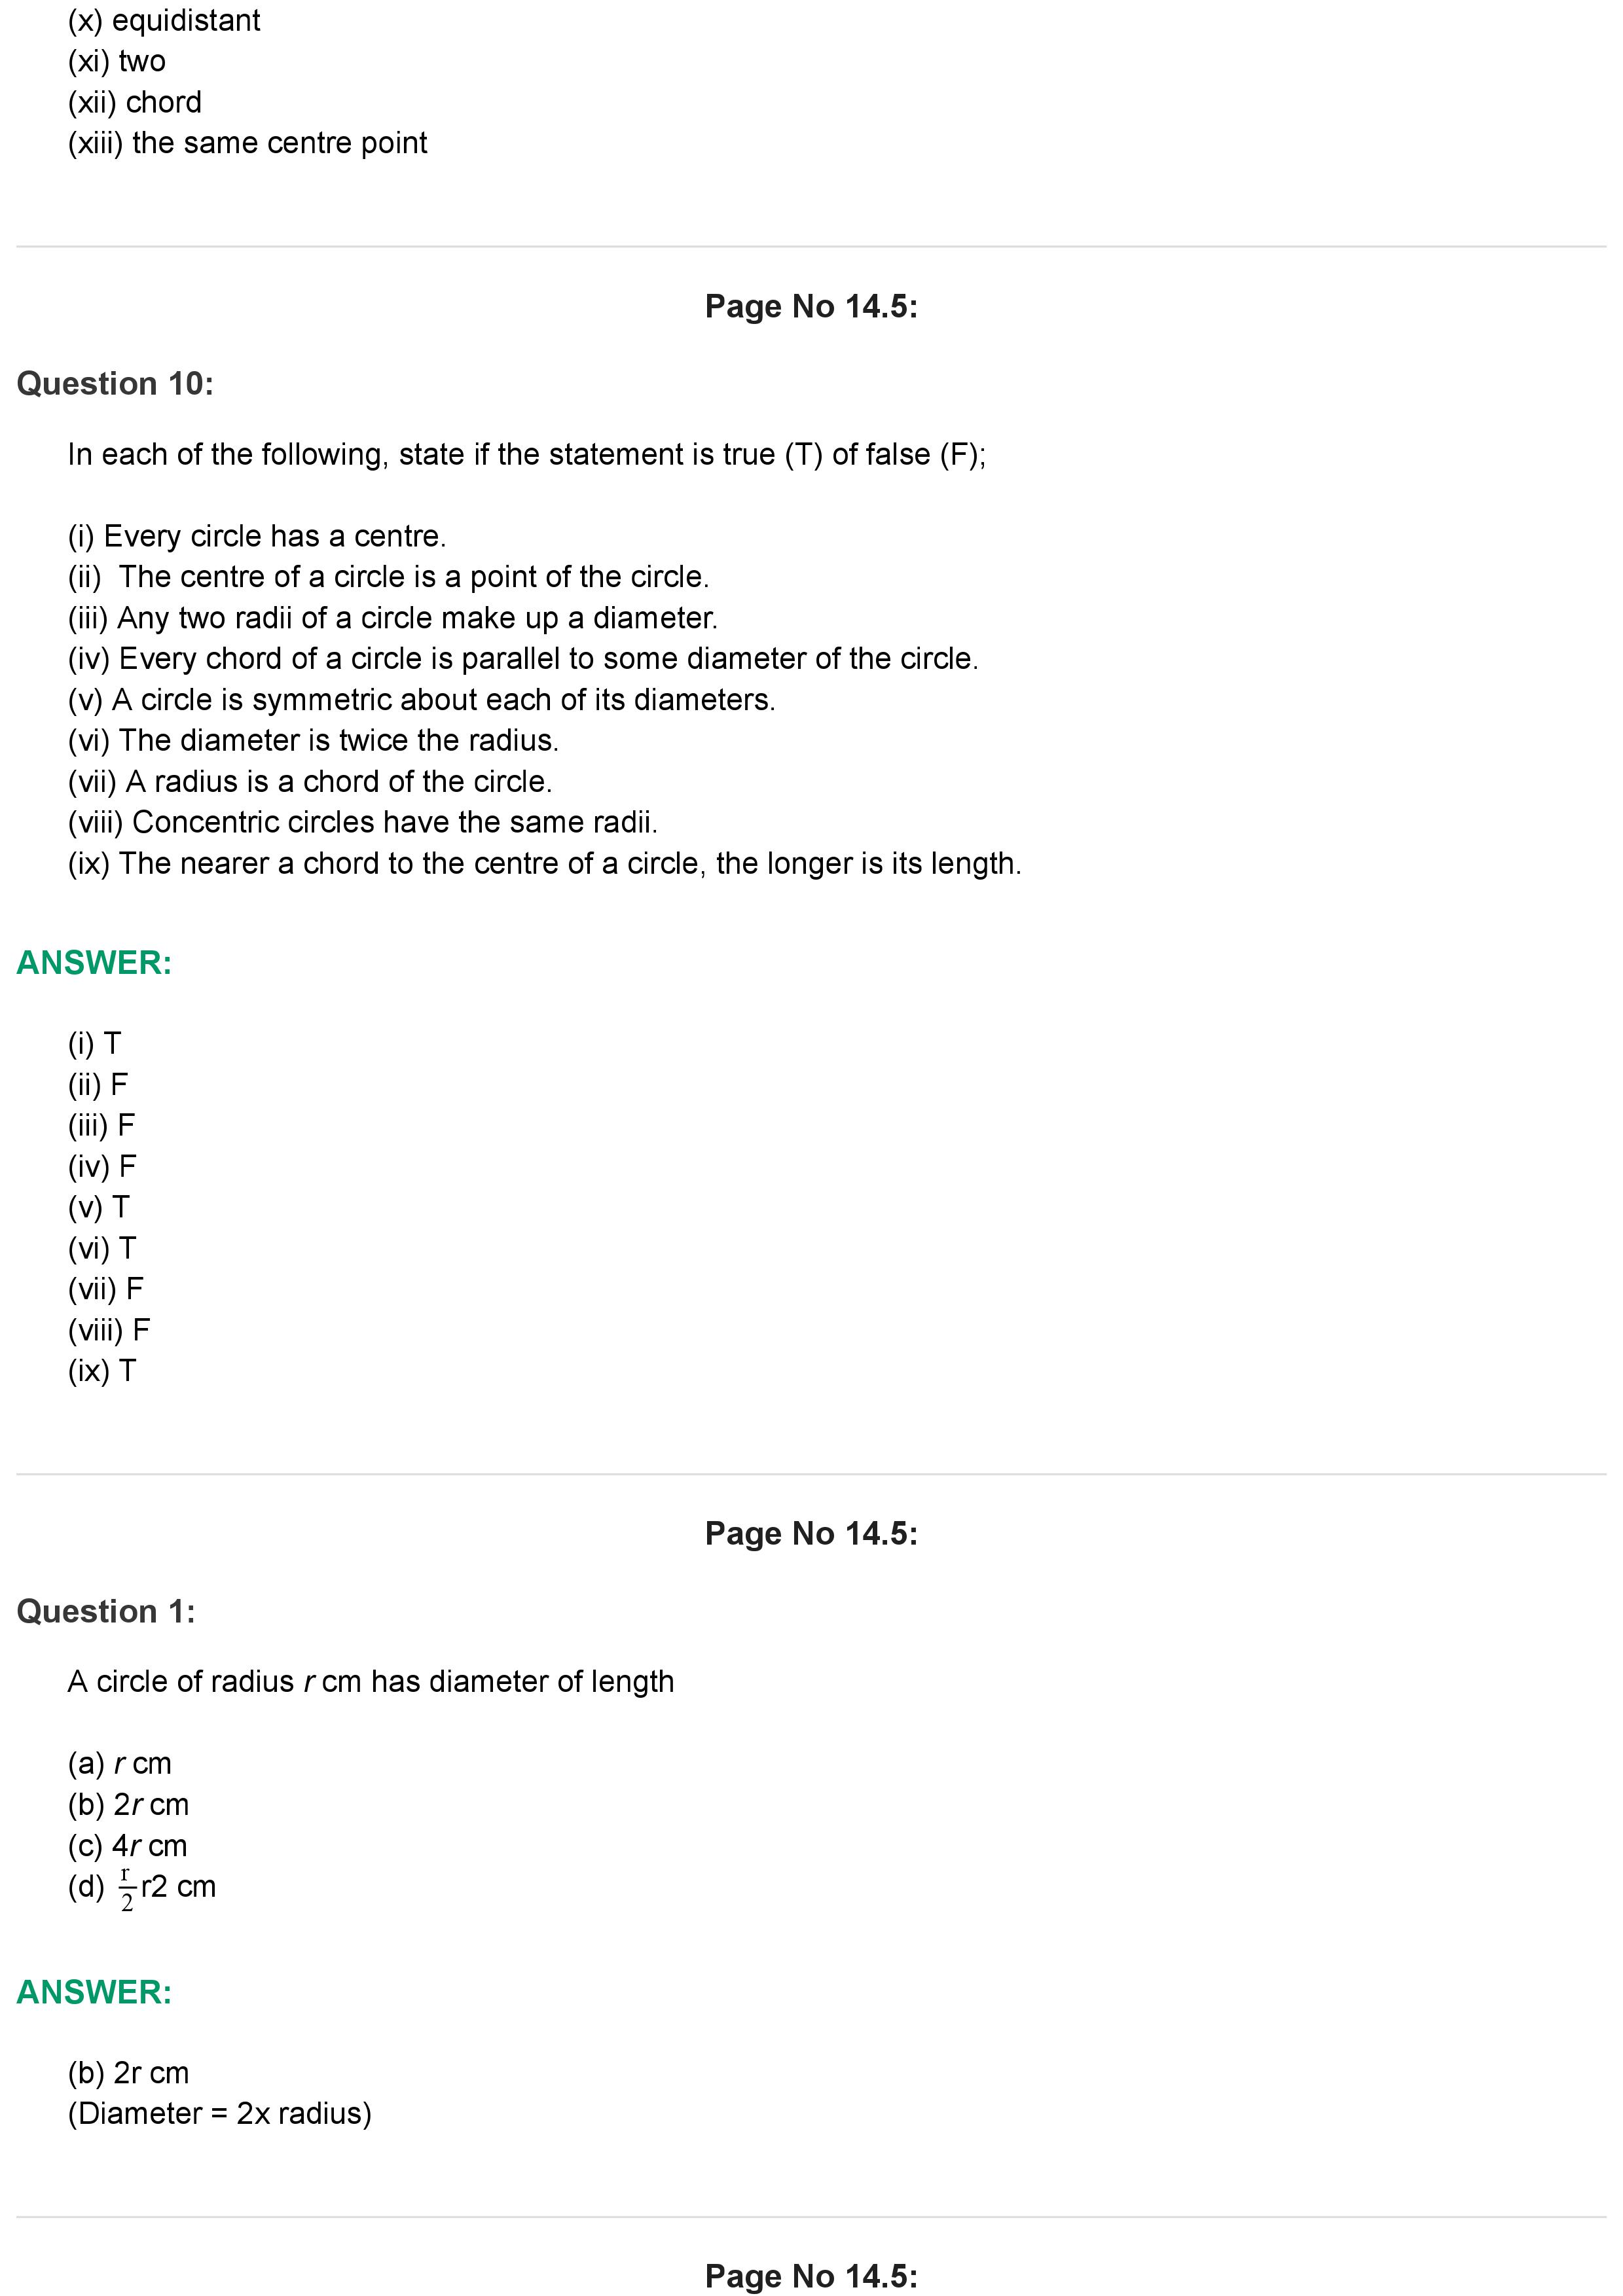 (x) equidistant
(xi) two
(xii) chord
(xiii) the same centre point
Page No 14.5:
Question 10:
In each of the following, state if the statement is true (T) of false (F);
(i) Every circle has a centre.
(ii)  The centre of a circle is a point of the circle.
(iii) Any two radii of a circle make up a diameter.
(iv) Every chord of a circle is parallel to some diameter of the circle.
(v) A circle is symmetric about each of its diameters.
(vi) The diameter is twice the radius.
(vii) A radius is a chord of the circle.
(viii) Concentric circles have the same radii.
(ix) The nearer a chord to the centre of a circle, the longer is its length.
ANSWER:
(i) T
(ii) F
(iii) F
(iv) F
(v) T
(vi) T
(vii) F
(viii) F
(ix) T
Page No 14.5:
Question 1:
A circle of radius r cm has diameter of length
(a) r cm
(b) 2r cm
(c) 4r cm
(d) r/2 r2 cm
ANSWER:
(b) 2r cm
(Diameter = 2x radius)
Page No 14.5: